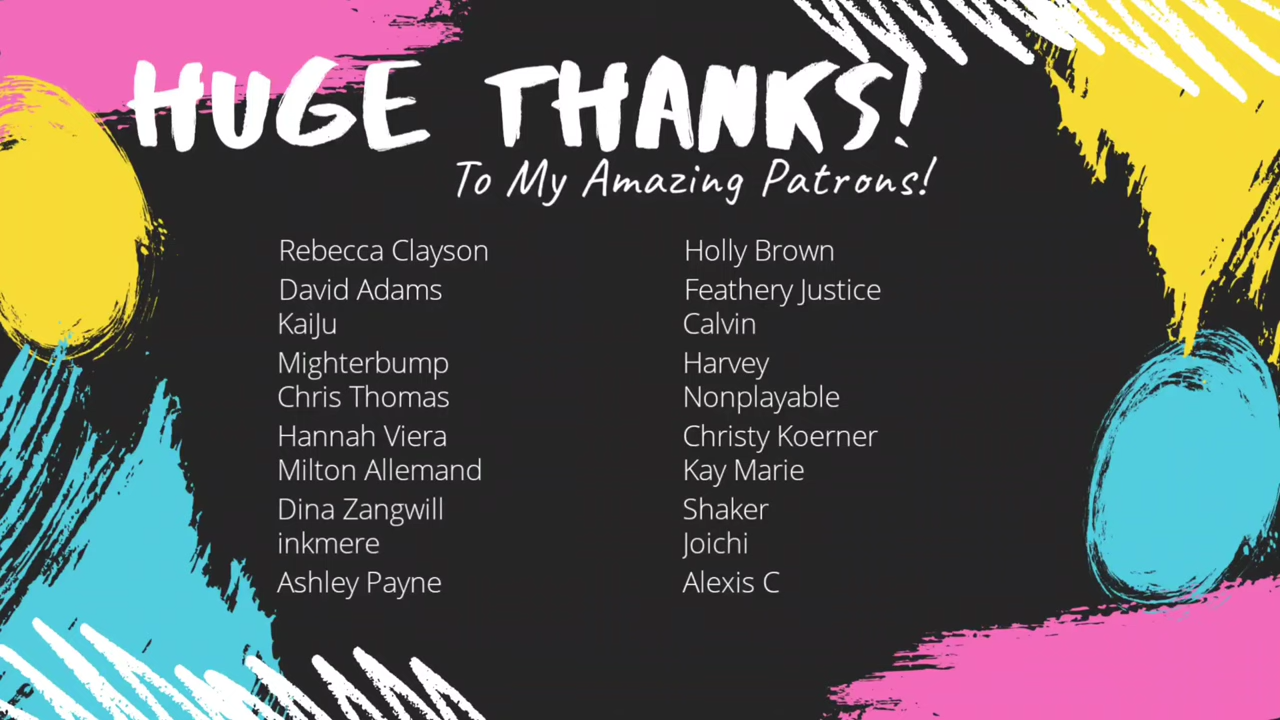 HUGE THANKS!
To My Amazing Patrons!
Rebecca Clayson
David Adams
KaiJu
Mighterbump
Chris Thomas
Hannah Viera
Milton Allemand
Dina Zangwill
inkmere
Ashley Payne
Holly Brown
Feathery Justice
Calvin
Harvey
Nonplayable
Christy Koerner
Kay Marie
Shaker
Joichi
Alexis C